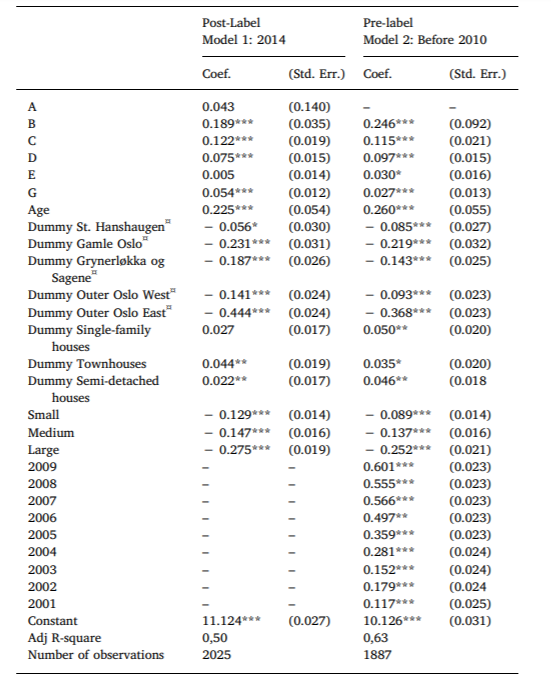 Post-Label Pre-label
Model 1: 2014 Model 2: Before 2010
Coef. (Std. Err.) Coef. (Std. Err.)
A 0.043 (0.140) – –
B 0.189*** (0.035) 0.246*** (0.092)
C 0.122*** (0.019) 0.115*** (0.021)
D 0.075*** (0.015) 0.097*** (0.015)
E 0.005 (0.014) 0.030* (0.016)
G 0.054*** (0.012) 0.027*** (0.013)
Age 0.225*** (0.054) 0.260*** (0.055)
Dummy St. Hanshaugen¤ − 0.056* (0.030) − 0.085*** (0.027)
Dummy Gamle Oslo¤ − 0.231*** (0.031) − 0.219*** (0.032)
Dummy Grynerløkka og − 0.187*** (0.026) − 0.143*** (0.025)
Sagene¤
Dummy Outer Oslo West¤ − 0.141*** (0.024) − 0.093*** (0.023)
Dummy Outer Oslo East¤ − 0.444*** (0.024) − 0.368*** (0.023)
Dummy Single-family 0.027 (0.017) 0.050** (0.020)
houses
Dummy Townhouses 0.044** (0.019) 0.035* (0.020)
Dummy Semi-detached 0.022** (0.017) 0.046** (0.018
houses
Small − 0.129*** (0.014) − 0.089*** (0.014)
Medium − 0.147*** (0.016) − 0.137*** (0.016)
Large − 0.275*** (0.019) − 0.252*** (0.021)
2009 – – 0.601*** (0.023)
2008 – – 0.555*** (0.023)
2007 – – 0.566*** (0.023)
2006 – – 0.497** (0.023)
2005 – – 0.359*** (0.023)
2004 – – 0.281*** (0.024)
2003 – – 0.152*** (0.024)
2002 – – 0.179*** (0.024
2001 – – 0.117*** (0.025)
Constant 11.124*** (0.027) 10.126*** (0.031)
Adj R-square 0,50 0,63
Number of observations 2025 1887